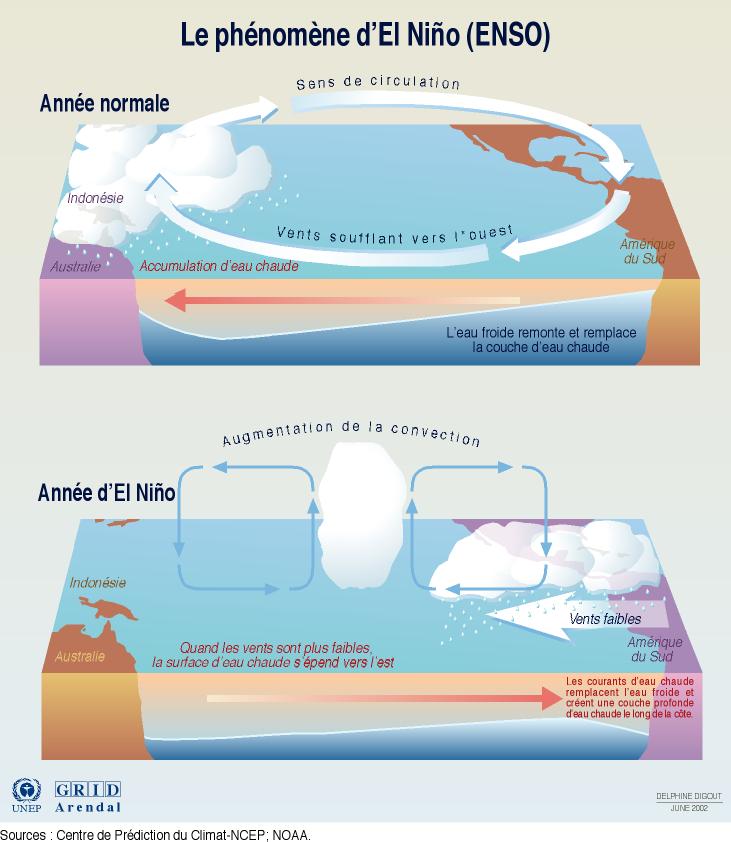 Le phénomène d'El Niño (ENSO)
Sens de circulation
Année normale
Indonésie
Vents soufflant vers l'ouest
Amérique
du Sud
Australie
Accumulation d'eau chaude
L'eau froide remonte et remplace
la couche d'eau chaude
Augmentation de la convection
Année d'El Niño
Indonésie
Vents faibles
Australie
Quand les vents sont plus faibles,
la surface d'eau chaude s'épend vers l'est
Amérique
du Sud
Les courants d'eau chaude
remplacent l'eau froide et
créent une couche profonde
d'eau chaude le long de la côte.
UNEP
GRID
Arendal
DELPHINE DIGOUT
JUNE 2002
Sources : Centre de Prédiction du Climat-NCEP; NOAA.